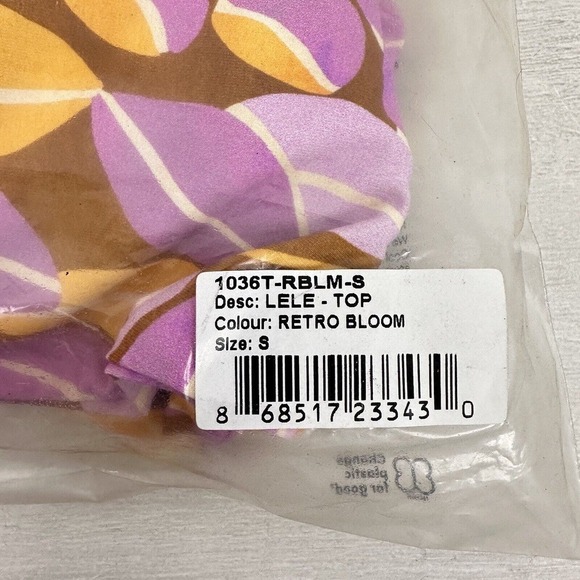 1036T-RBLM-S
Desc: LELE - TOP
Colour: RETRO BLOOM
Size: S
8 68517 23343 0
change
plastic
for good